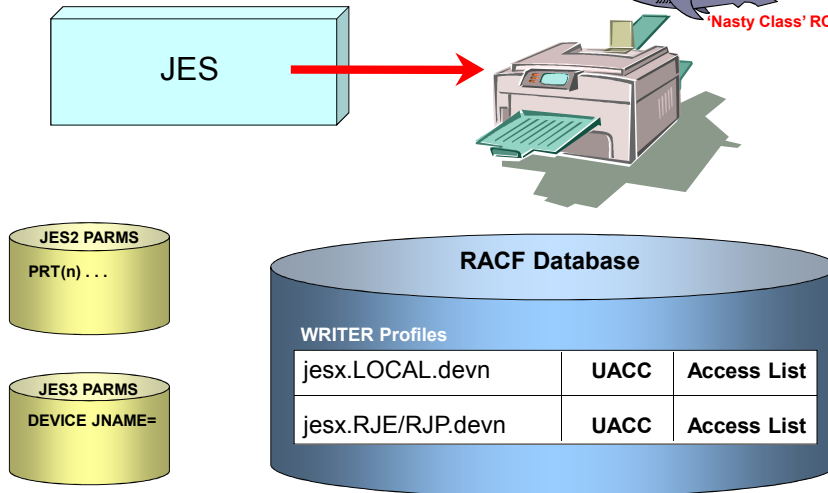 'Nasty Class'
JES
JES2 PARMS
PRT(n) . . .
JES3 PARMS
DEVICE JNAME=
RACF Database
WRITER Profiles
jesx.LOCAL.devn UACC Access List
jesx.RJE/RJP.devn UACC Access List